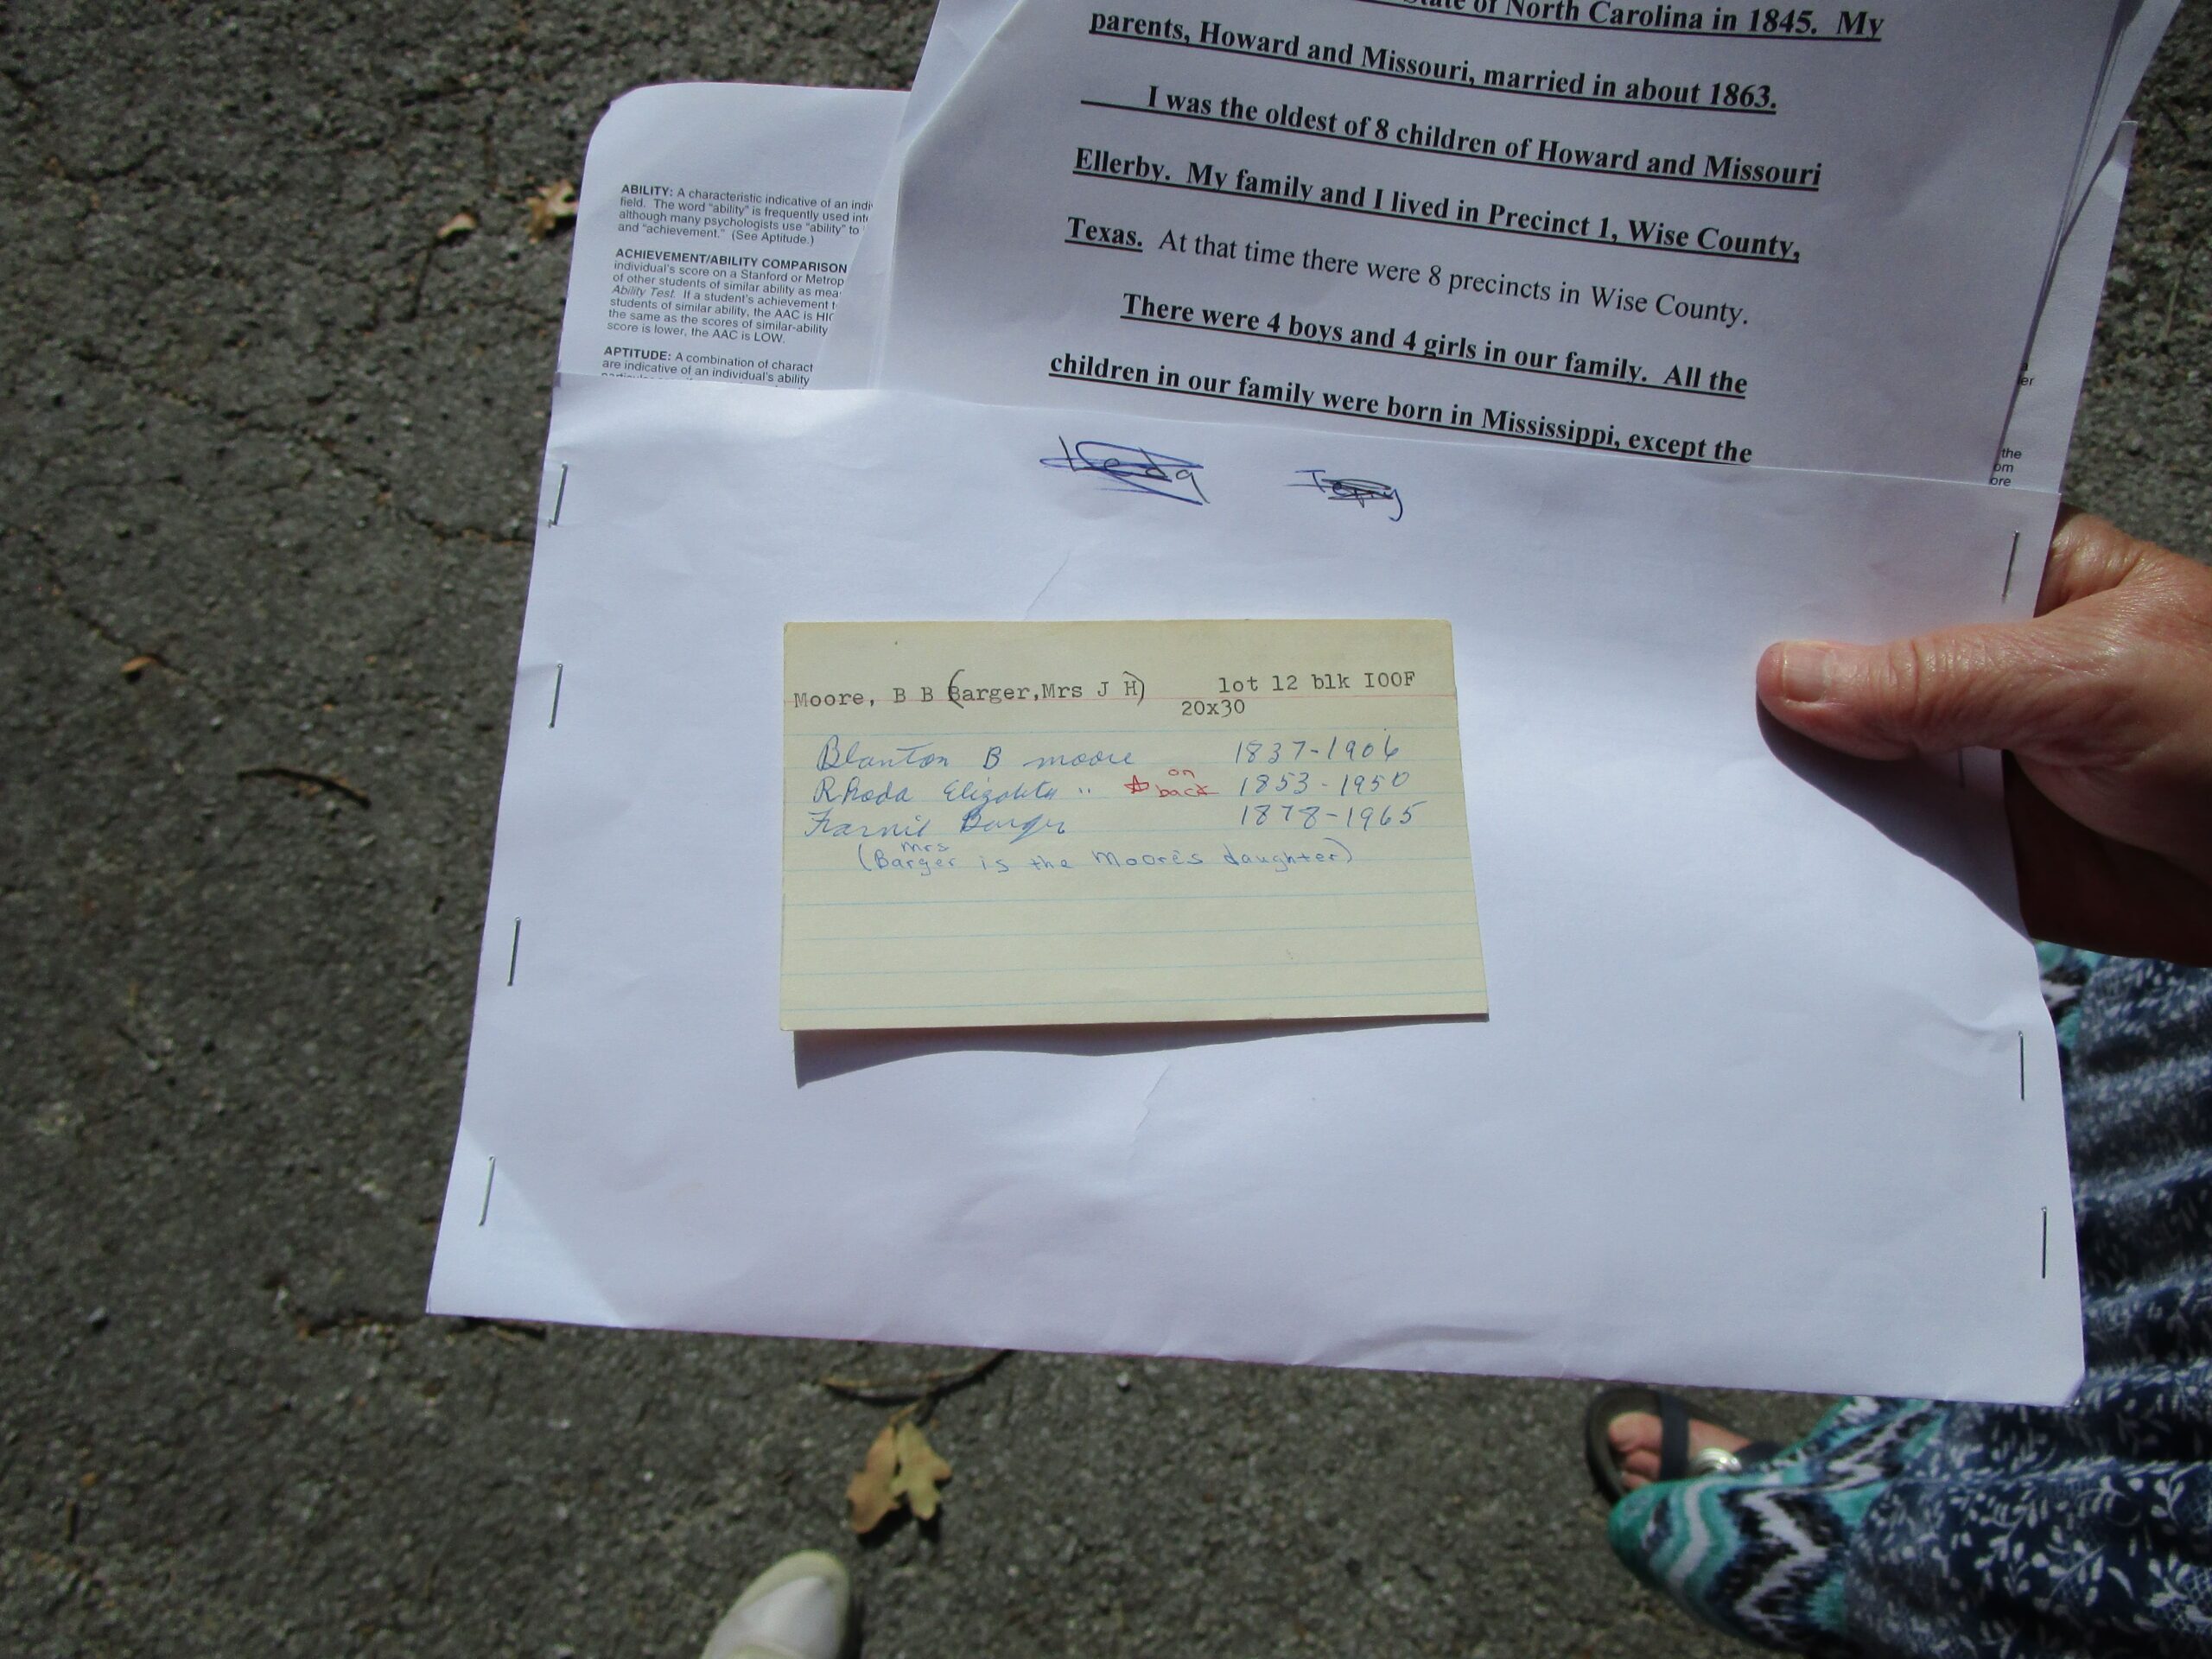 State of North Carolina in 1845. My
parents, Howard and Missouri, married in about 1863.
I was the oldest of 8 children of Howard and Missouri
Ellerby. My family and I lived in Precinct 1, Wise County,
Texas. At that time there were 8 precincts in Wise County.
There were 4 boys and 4 girls in our family. All the
children in our family were born in Mississippi, except the
ABILITY: A characteristic indicative of an
field. The word "ability" is frequently used
although many psychologists use "ability" to
and "achievement." (See Aptitude.)
ACHIEVEMENT/ABILITY COMPARISON
individual's score on a Stanford or
of other students of similar ability as
Ability Test. If a student's achievement
students of similar ability, the AAC is
the same as the scores of similar-ability
score is lower, the AAC is LOW.
APTITUDE: A combination of
are indicative of an individual's ability
the
Moore, B B (Barger,Mrs J H) lot 12 blk IOOF
20x30
Blanton B moore 1837-1906
Rhoda Elizabeth " on back 1853-1950
Fannie Barger 1878-1965
(Mrs Barger is the Moore's daughter)